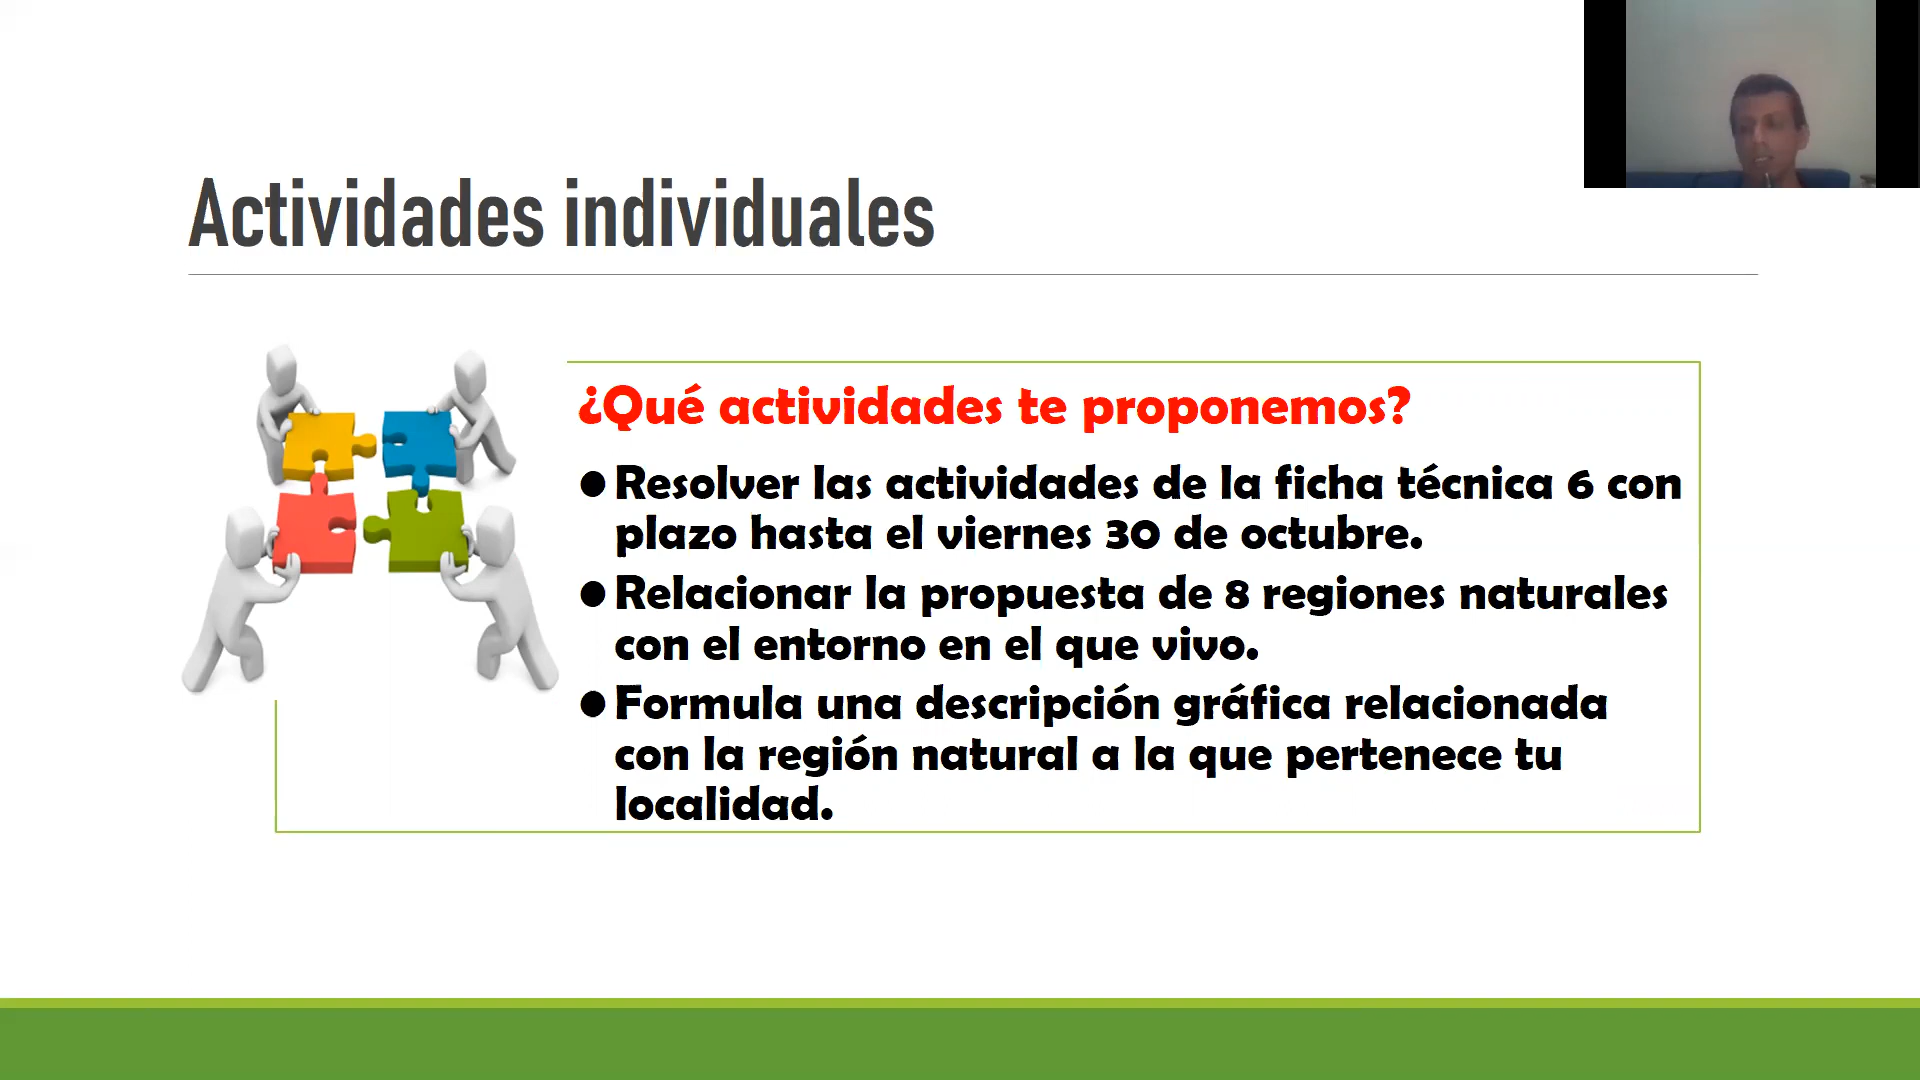 Actividades individuales
¿Qué actividades te proponemos?
● Resolver las actividades de la ficha técnica 6 con
plazo hasta el viernes 30 de octubre.
● Relacionar la propuesta de 8 regiones naturales
con el entorno en el que vivo.
● Formula una descripción gráfica relacionada
con la región natural a la que pertenece tu
localidad.